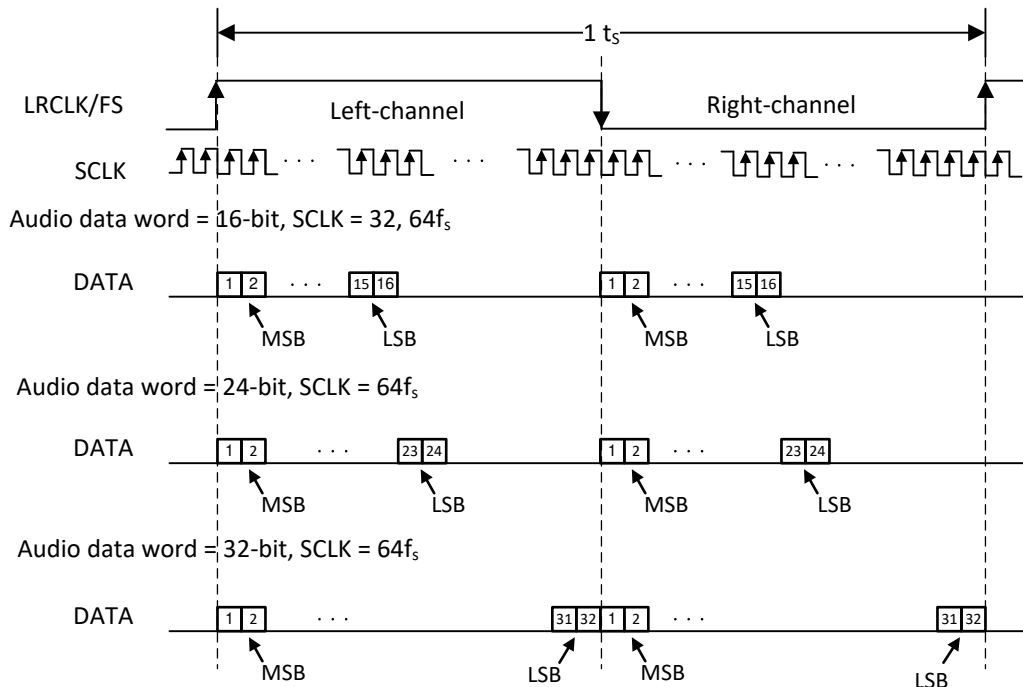 1 tS
LRCLK/FS
Left-channel
Right-channel
SCLK
. . .
. . .
. . .
. . .
Audio data word = 16-bit, SCLK = 32, 64fs
DATA
1 2 . . . 15 16 1 2 . . . 15 16
MSB LSB MSB LSB
Audio data word = 24-bit, SCLK = 64fs
DATA
1 2 . . . 23 24 1 2 . . . 23 24
MSB LSB MSB LSB
Audio data word = 32-bit, SCLK = 64fs
DATA
1 2 . . . 31 32 1 2 . . . 31 32
MSB LSB MSB LSB